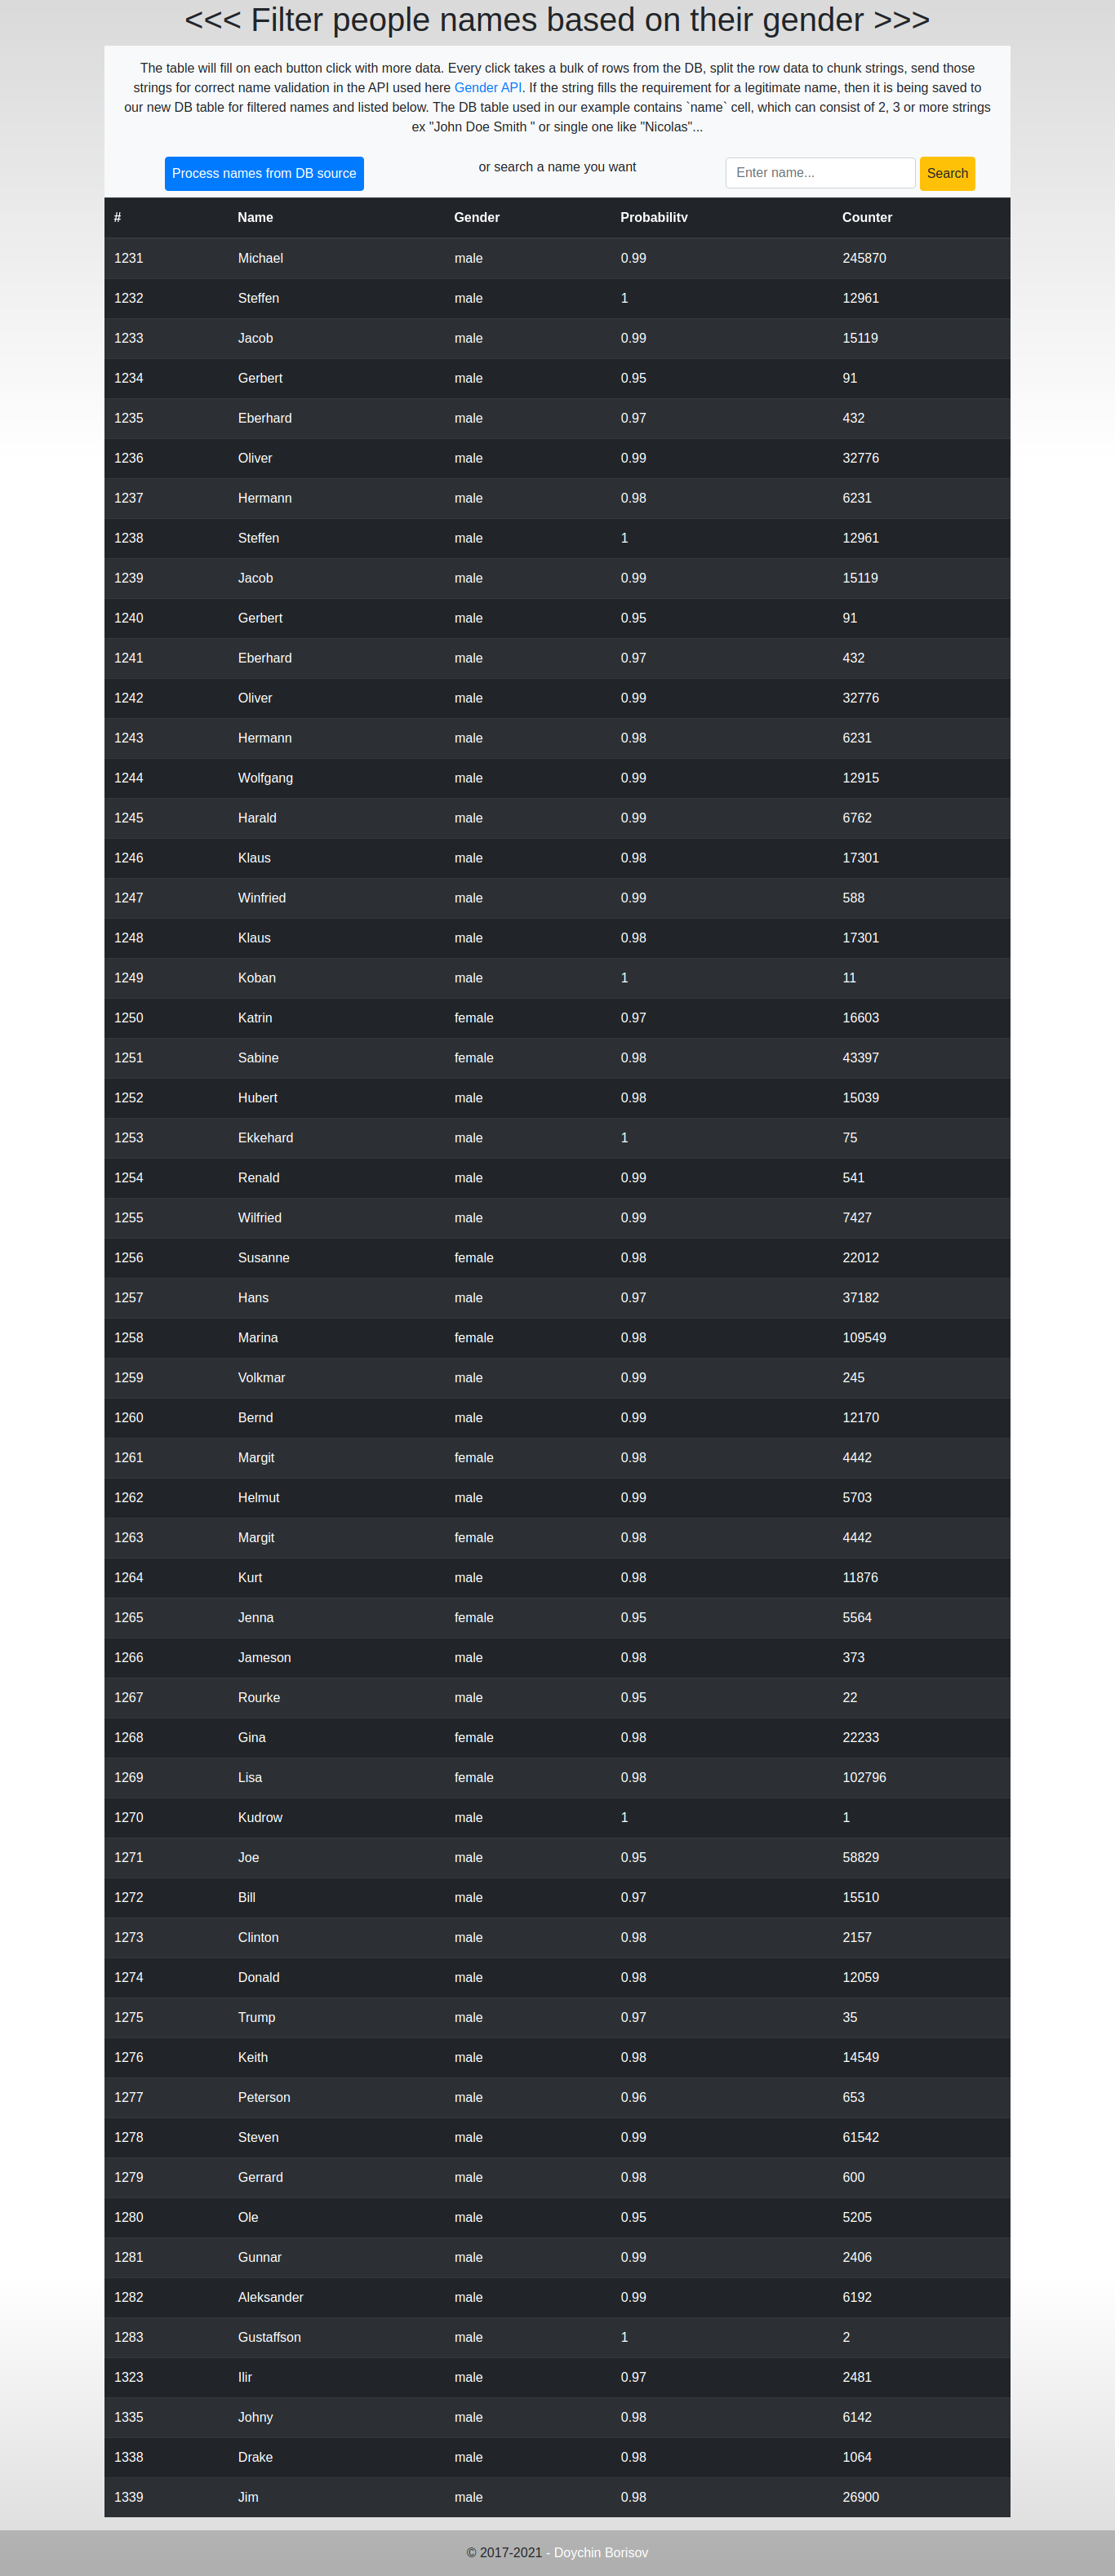 <<< Filter people names based on their gender >>>
The table will fill on each button click with more data. Every click takes a bulk of rows from the DB, split the row data to chunk strings, send those
strings for correct name validation in the API used here Gender API. If the string fills the requirement for a legitimate name, then it is being saved to
our new DB table for filtered names and listed below. The DB table used in our example contains `name` cell, which can consist of 2, 3 or more strings
ex "John Doe Smith " or single one like "Nicolas"...
Process names from DB source or search a name you want Enter name... Search
# Name Gender Probability Counter
1231 Michael male 0.99 245870
1232 Steffen male 1 12961
1233 Jacob male 0.99 15119
1234 Gerbert male 0.95 91
1235 Eberhard male 0.97 432
1236 Oliver male 0.99 32776
1237 Hermann male 0.98 6231
1238 Steffen male 1 12961
1239 Jacob male 0.99 15119
1240 Gerbert male 0.95 91
1241 Eberhard male 0.97 432
1242 Oliver male 0.99 32776
1243 Hermann male 0.98 6231
1244 Wolfgang male 0.99 12915
1245 Harald male 0.99 6762
1246 Klaus male 0.98 17301
1247 Winfried male 0.99 588
1248 Klaus male 0.98 17301
1249 Koban male 1 11
1250 Katrin female 0.97 16603
1251 Sabine female 0.98 43397
1252 Hubert male 0.98 15039
1253 Ekkehard male 1 75
1254 Renald male 0.99 541
1255 Wilfried male 0.99 7427
1256 Susanne female 0.98 22012
1257 Hans male 0.97 37182
1258 Marina female 0.98 109549
1259 Volkmar male 0.99 245
1260 Bernd male 0.99 12170
1261 Margit female 0.98 4442
1262 Helmut male 0.99 5703
1263 Margit female 0.98 4442
1264 Kurt male 0.98 11876
1265 Jenna female 0.95 5564
1266 Jameson male 0.98 373
1267 Rourke male 0.95 22
1268 Gina female 0.98 22233
1269 Lisa female 0.98 102796
1270 Kudrow male 1 1
1271 Joe male 0.95 58829
1272 Bill male 0.97 15510
1273 Clinton male 0.98 2157
1274 Donald male 0.98 12059
1275 Trump male 0.97 35
1276 Keith male 0.98 14549
1277 Peterson male 0.96 653
1278 Steven male 0.99 61542
1279 Gerrard male 0.98 600
1280 Ole male 0.95 5205
1281 Gunnar male 0.99 2406
1282 Aleksander male 0.99 6192
1283 Gustaffson male 1 2
1323 Ilir male 0.97 2481
1335 Johny male 0.98 6142
1338 Drake male 0.98 1064
1339 Jim male 0.98 26900
© 2017-2021 - Doychin Borisov